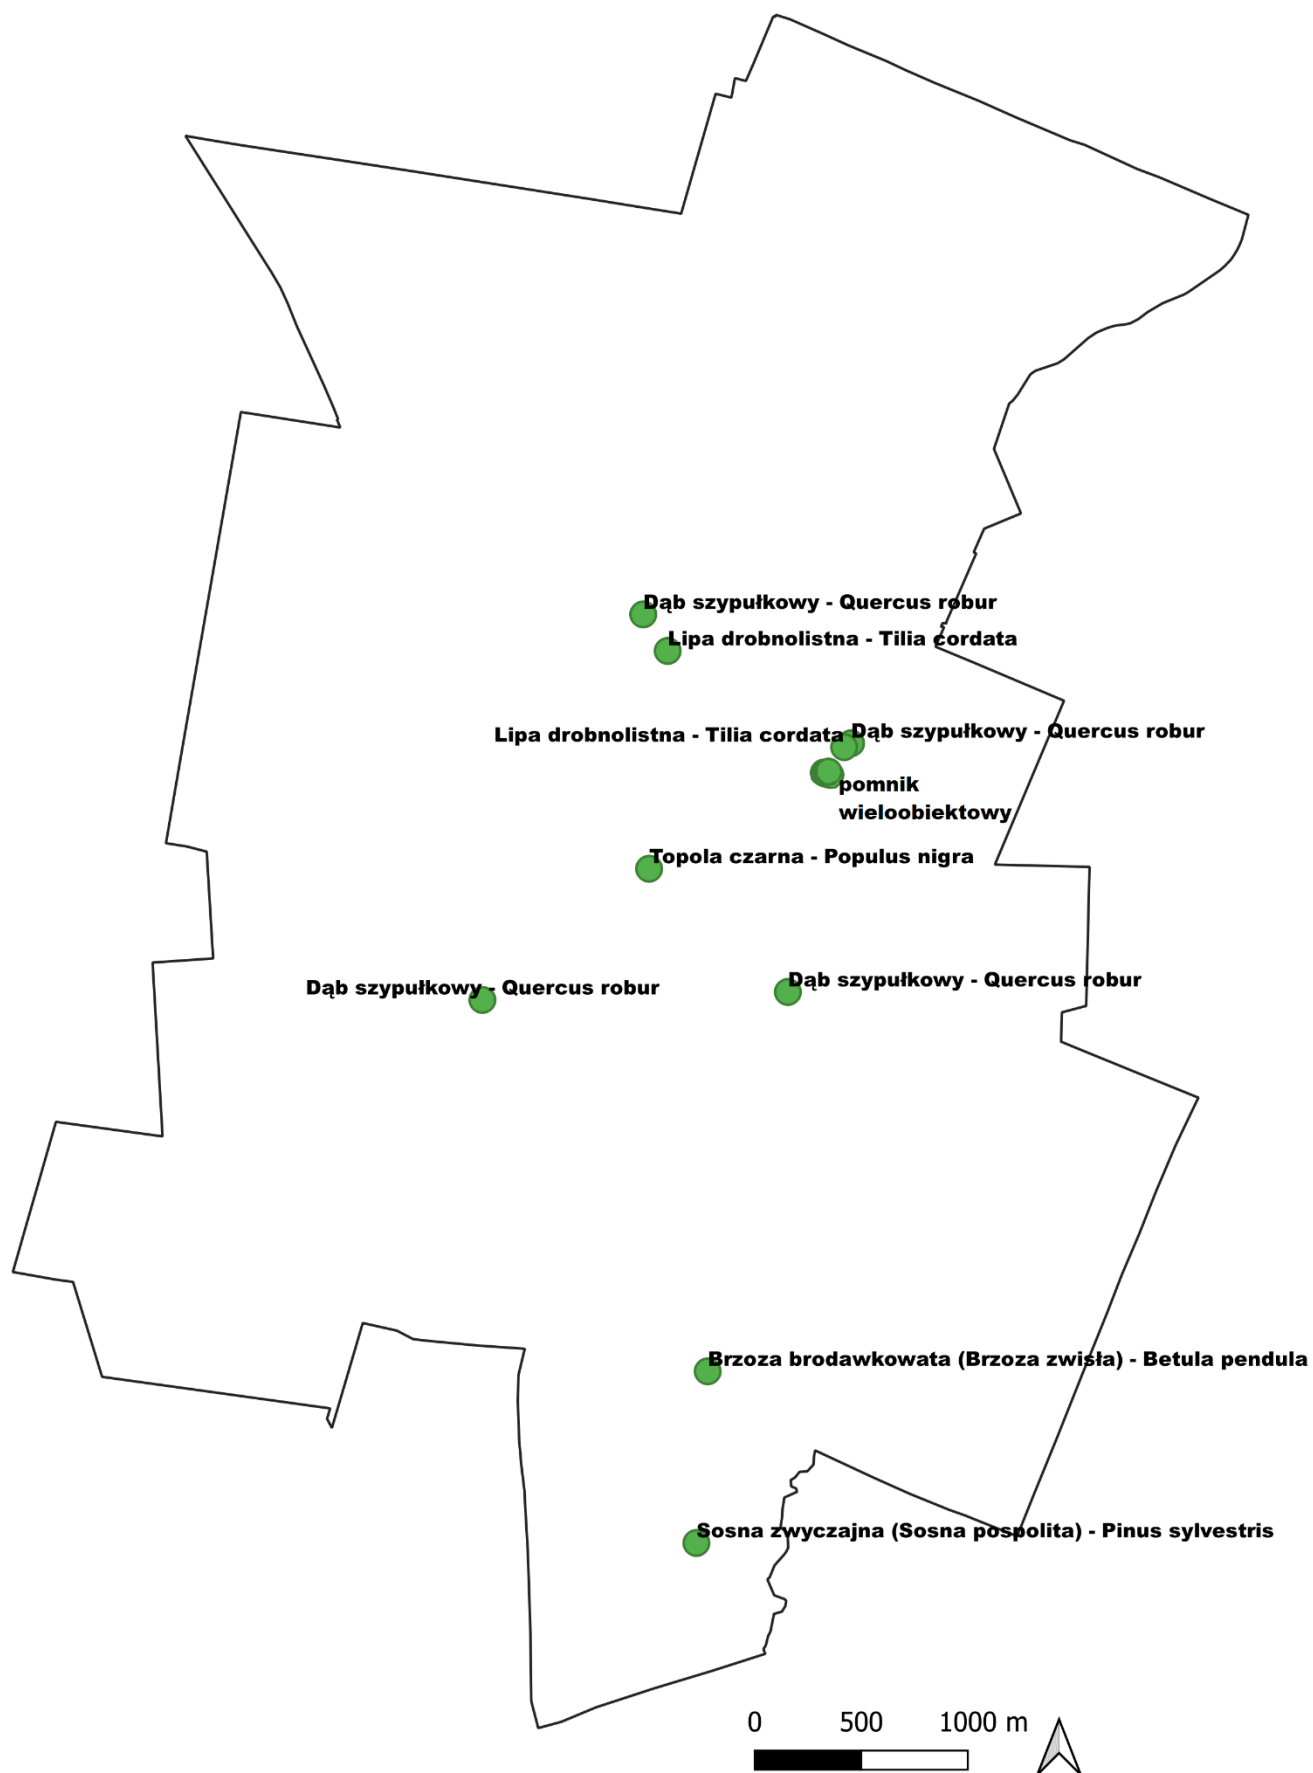 Dąb szypułkowy - Quercus robur
Lipa drobnolistna - Tilia cordata
Lipa drobnolistna - Tilia cordata
Dąb szypułkowy - Quercus robur
pomnik
wieloobiektowy
Topola czarna - Populus nigra
Dąb szypułkowy - Quercus robur
Dąb szypułkowy - Quercus robur
Brzoza brodawkowata (Brzoza zwisła) - Betula pendula
Sosna zwyczajna (Sosna pospolita) - Pinus sylvestris
0 500 1000 m